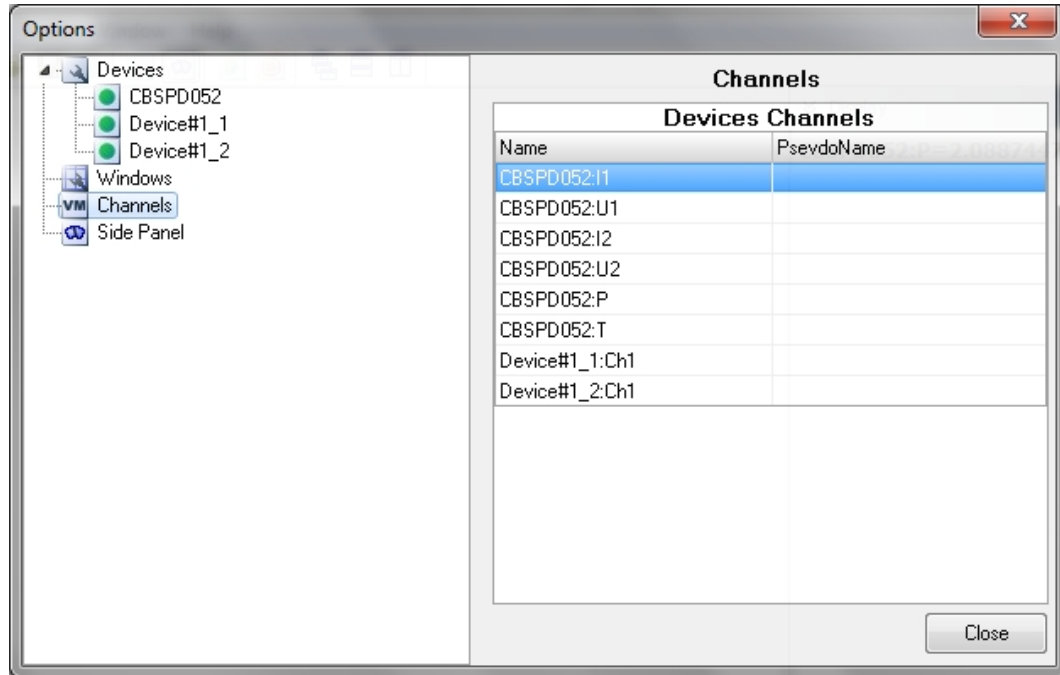 Options
Devices
CBSPD052
Device#1_1
Device#1_2
Windows
VM Channels
Side Panel
Channels
Devices Channels
Name PsevdoName
CBSPD052:I1
CBSPD052:U1
CBSPD052:I2
CBSPD052:U2
CBSPD052:P
CBSPD052:T
Device#1_1:Ch1
Device#1_2:Ch1
Close